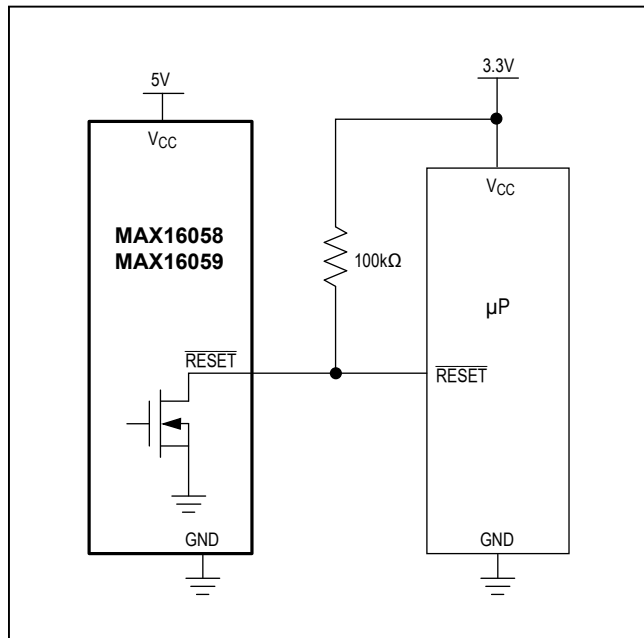 5V
VCC
MAX16058
MAX16059
RESET
GND
3.3V
100kΩ
VCC
µP
RESET
GND